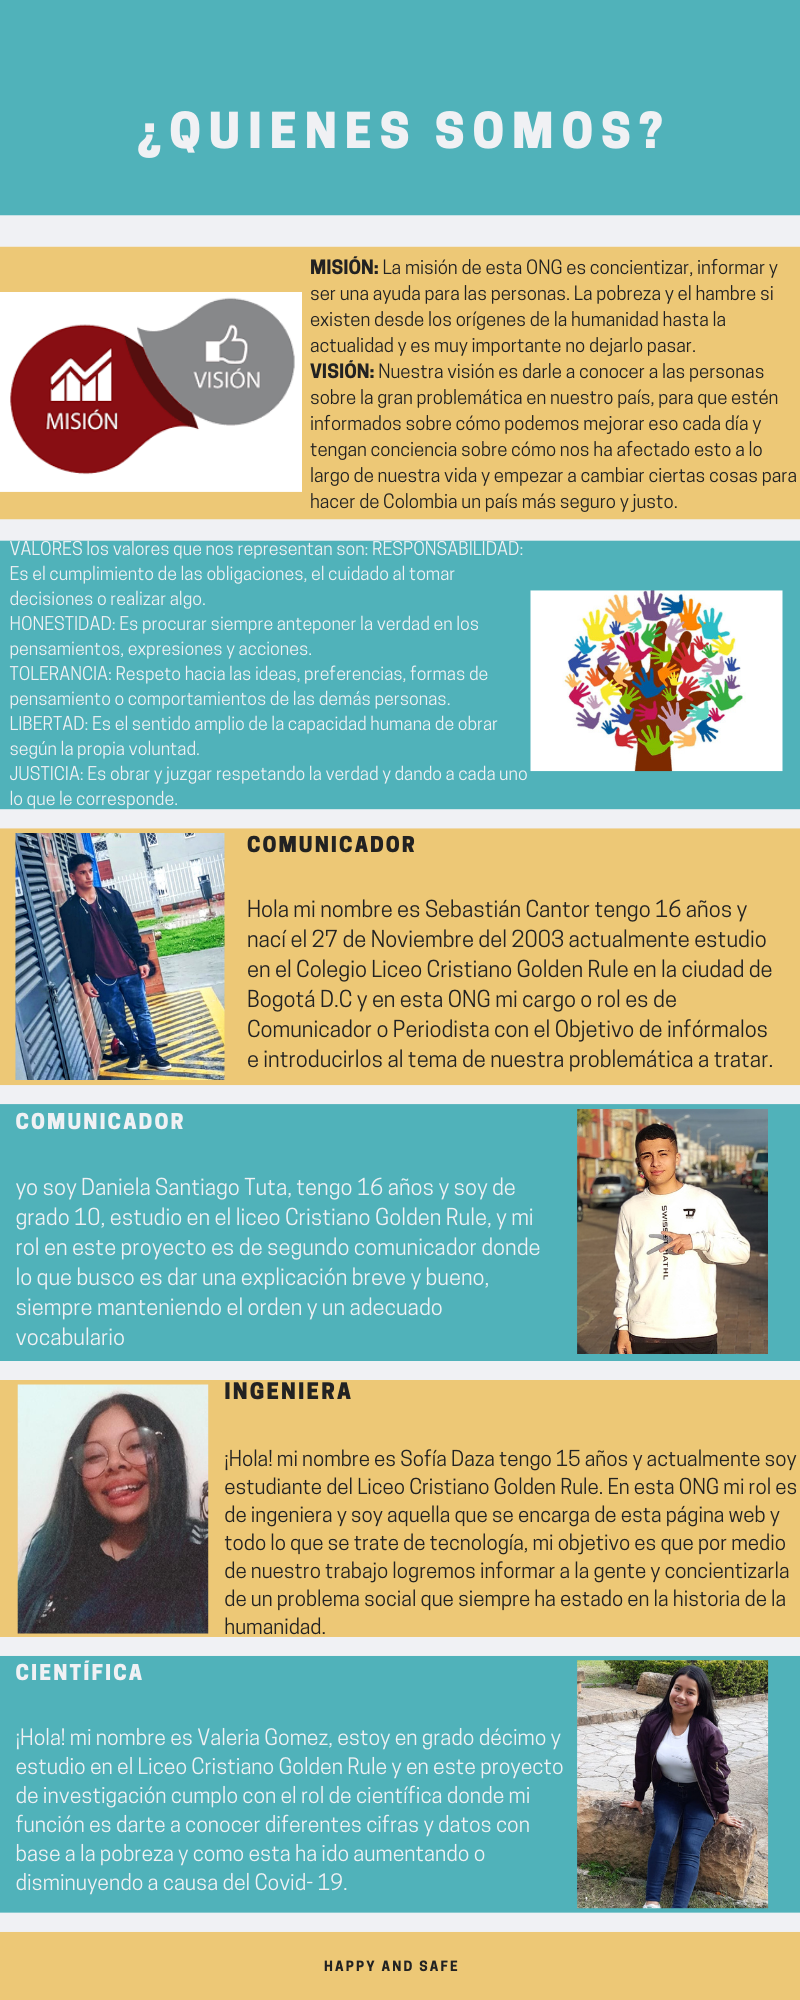 ¿QUIENES SOMOS?
MISIÓN: La misión de esta ONG es concientizar, informar y
ser una ayuda para las personas. La pobreza y el hambre si
existen desde los orígenes de la humanidad hasta la
actualidad y es muy importante no dejarlo pasar.
VISIÓN: Nuestra visión es darle a conocer a las personas
sobre la gran problemática en nuestro país, para que estén
informados sobre cómo podemos mejorar eso cada día y
tengan conciencia sobre cómo nos ha afectado esto a lo
largo de nuestra vida y empezar a cambiar ciertas cosas para
hacer de Colombia un país más seguro y justo.
MISIÓN
VISIÓN
VALORES los valores que nos representan son: RESPONSABILIDAD:
Es el cumplimiento de las obligaciones, el cuidado al tomar
decisiones o realizar algo.
HONESTIDAD: Es procurar siempre anteponer la verdad en los
pensamientos, expresiones y acciones.
TOLERANCIA: Respeto hacia las ideas, preferencias, formas de
pensamiento o comportamientos de las demás personas.
LIBERTAD: Es el sentido amplio de la capacidad humana de obrar
según la propia voluntad.
JUSTICIA: Es obrar y juzgar respetando la verdad y dando a cada uno
lo que le corresponde.
COMUNICADOR
Hola mi nombre es Sebastián Cantor tengo 16 años y
nací el 27 de Noviembre del 2003 actualmente estudio
en el Colegio Liceo Cristiano Golden Rule en la ciudad de
Bogotá D.C y en esta ONG mi cargo o rol es de
Comunicador o Periodista con el Objetivo de infórmalos
e introducirlos al tema de nuestra problemática a tratar.
COMUNICADOR
yo soy Daniela Santiago Tuta, tengo 16 años y soy de
grado 10, estudio en el liceo Cristiano Golden Rule, y mi
rol en este proyecto es de segundo comunicador donde
lo que busco es dar una explicación breve y bueno,
siempre manteniendo el orden y un adecuado
vocabulario
INGENIERA
¡Hola! mi nombre es Sofía Daza tengo 15 años y actualmente soy
estudiante del Liceo Cristiano Golden Rule. En esta ONG mi rol es
de ingeniera y soy aquella que se encarga de esta página web y
todo lo que se trate de tecnología, mi objetivo es que por medio
de nuestro trabajo logremos informar a la gente y concientizarla
de un problema social que siempre ha estado en la historia de la
humanidad.
CIENTÍFICA
¡Hola! mi nombre es Valeria Gomez, estoy en grado décimo y
estudio en el Liceo Cristiano Golden Rule y en este proyecto
de investigación cumplo con el rol de científica donde mi
función es darte a conocer diferentes cifras y datos con
base a la pobreza y como esta ha ido aumentando o
disminuyendo a causa del Covid- 19.
HAPPY AND SAFE